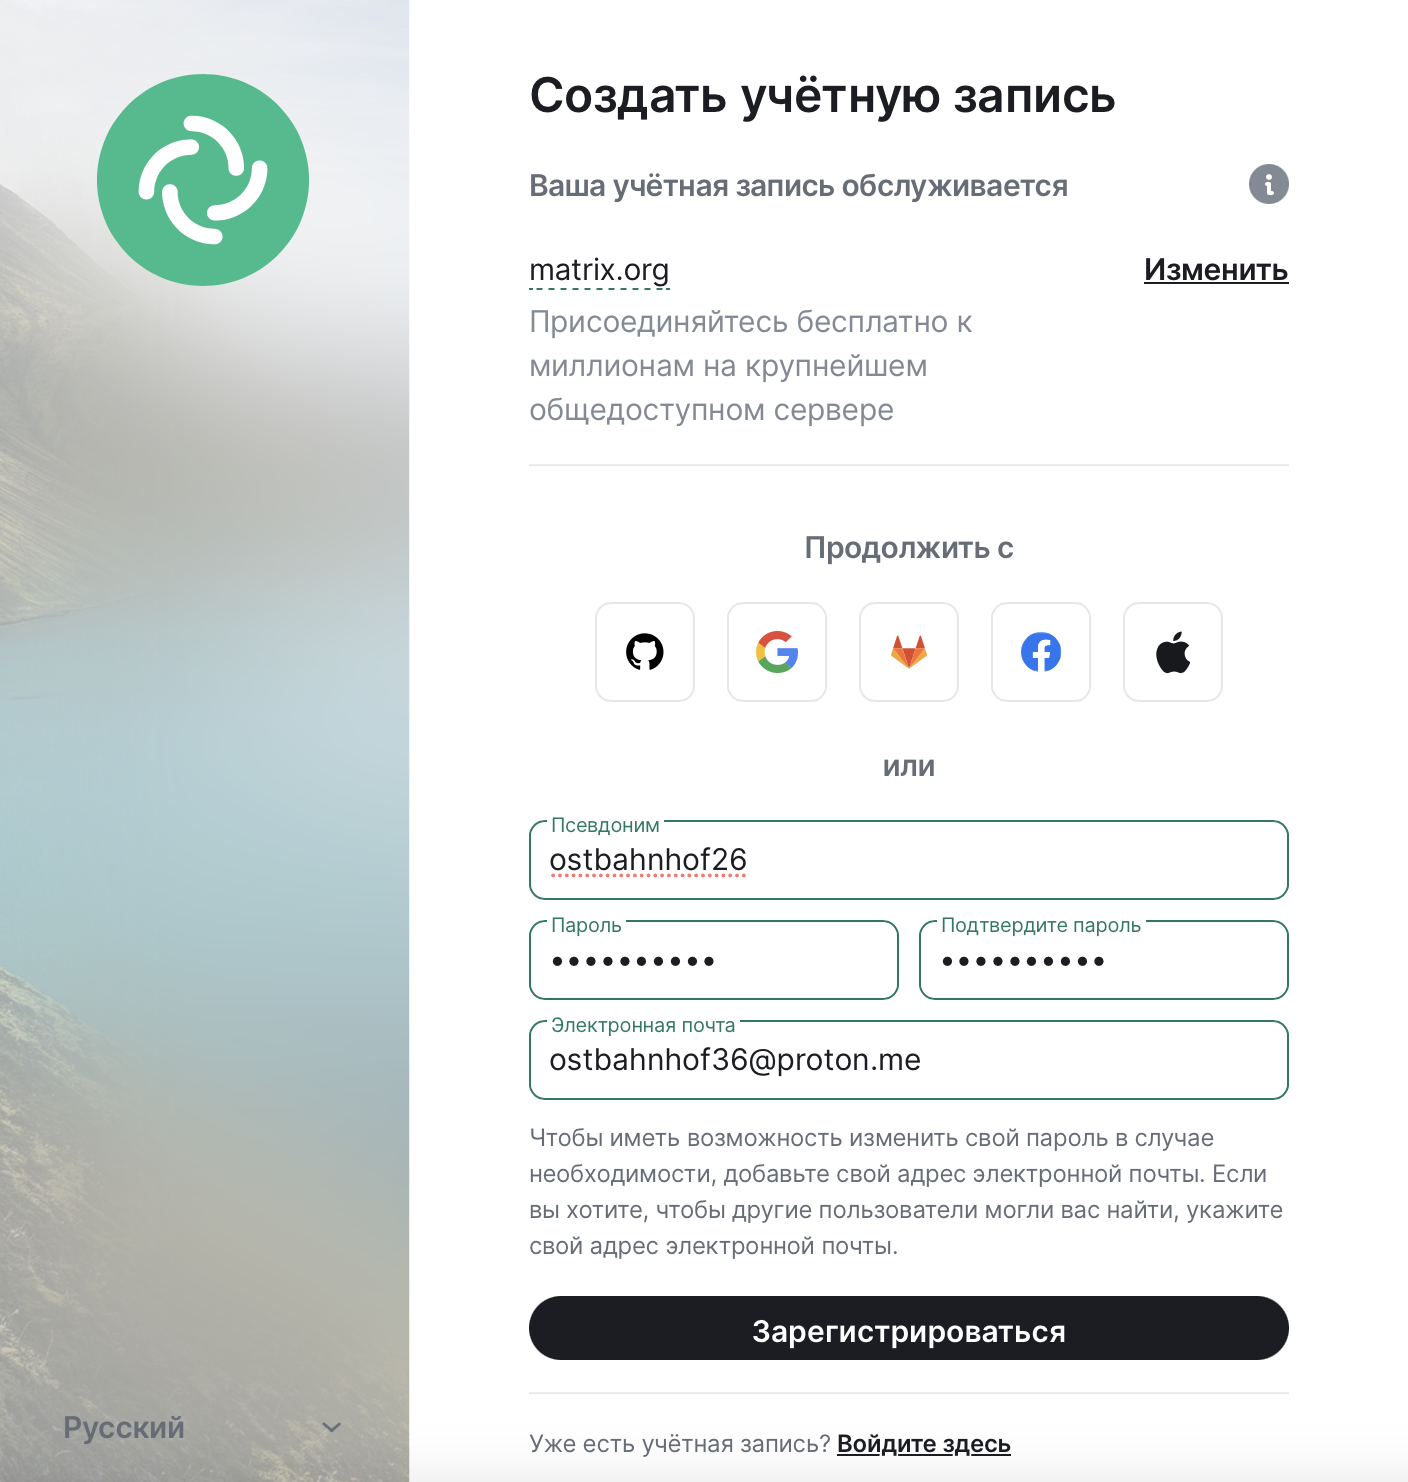 Создать учётную запись
Ваша учётная запись обслуживается
matrix.org
Изменить
Присоединяйтесь бесплатно к
миллионам на крупнейшем
общедоступном сервере
Продолжить с
или
Псевдоним
ostbahnhof26
Пароль
Подтвердите пароль
••••••••••
••••••••••
Электронная почта
ostbahnhof36@proton.me
Чтобы иметь возможность изменить свой пароль в случае
необходимости, добавьте свой адрес электронной почты. Если
вы хотите, чтобы другие пользователи могли вас найти, укажите
свой адрес электронной почты.
Зарегистрироваться
Русский
Уже есть учётная запись? Войдите здесь